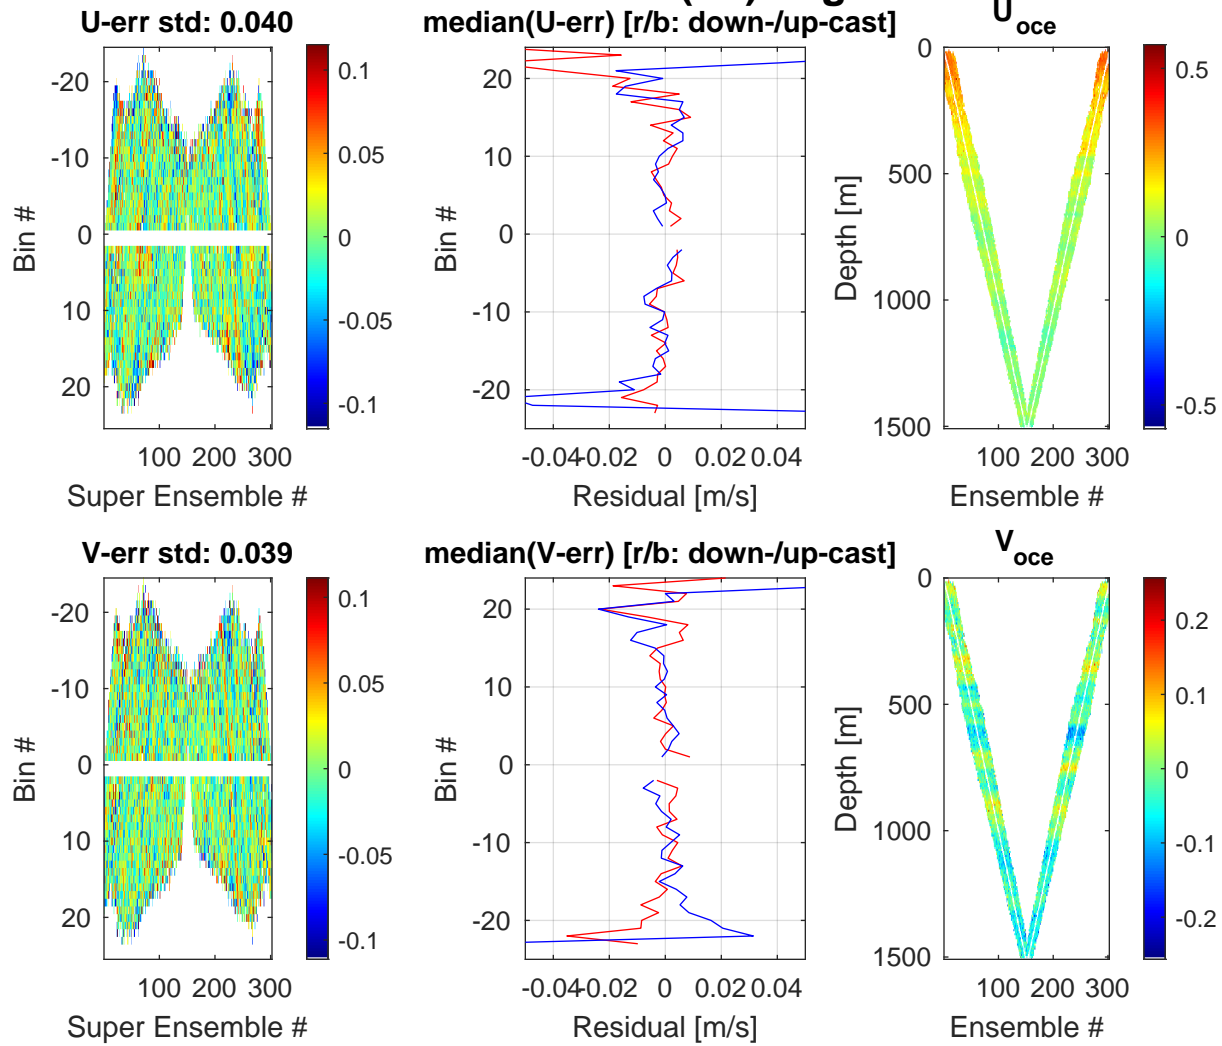 U-err std: 0.040
median(U-err) [r/b: down-/up-cast]
U oce
-20
-10
0
10
20
Bin #
100 200 300
Super Ensemble #
0.1
0.05
0
-0.05
-0.1
20
10
0
-10
-20
Bin #
-0.04 -0.02 0 0.02 0.04
Residual [m/s]
0
500
1000
1500
Depth [m]
100 200 300
Ensemble #
0.5
0
-0.5
V-err std: 0.039
median(V-err) [r/b: down-/up-cast]
V oce
-20
-10
0
10
20
Bin #
100 200 300
Super Ensemble #
0.1
0.05
0
-0.05
-0.1
20
10
0
-10
-20
Bin #
-0.04 -0.02 0 0.02 0.04
Residual [m/s]
0
500
1000
1500
Depth [m]
100 200 300
Ensemble #
0.2
0.1
0
-0.1
-0.2